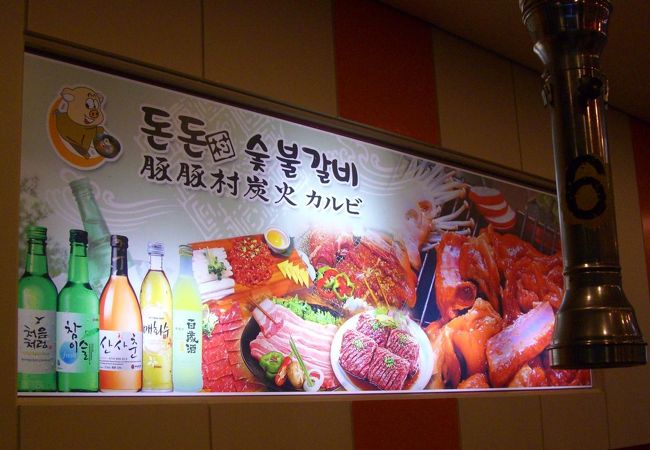 돈돈村 숯불갈비
豚豚村炭火 カルビ
처음처럼
참이슬
fresh
산사춘
매화수
百歲酒
6